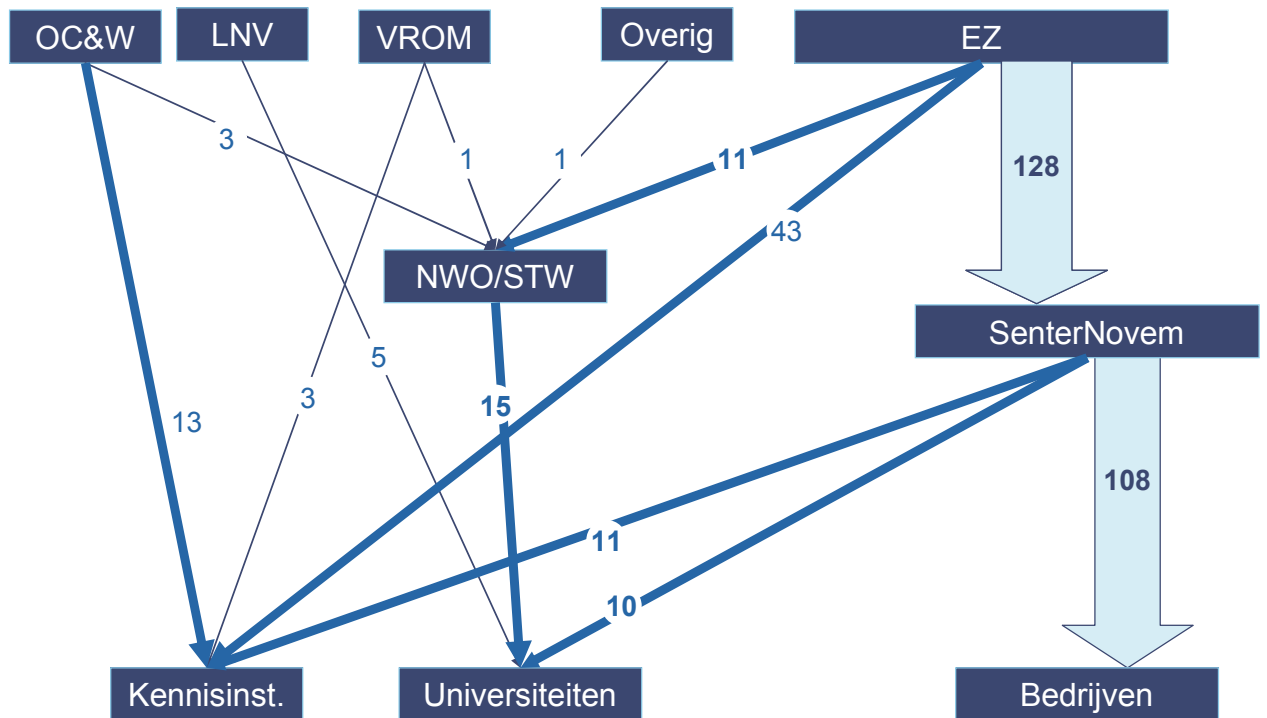 OC&W
LNV
VROM
Overig
EZ
3
1
1
11
128
43
NWO/STW
SenterNovem
5
3
15
13
108
11
10
Kennisinst.
Universiteiten
Bedrijven